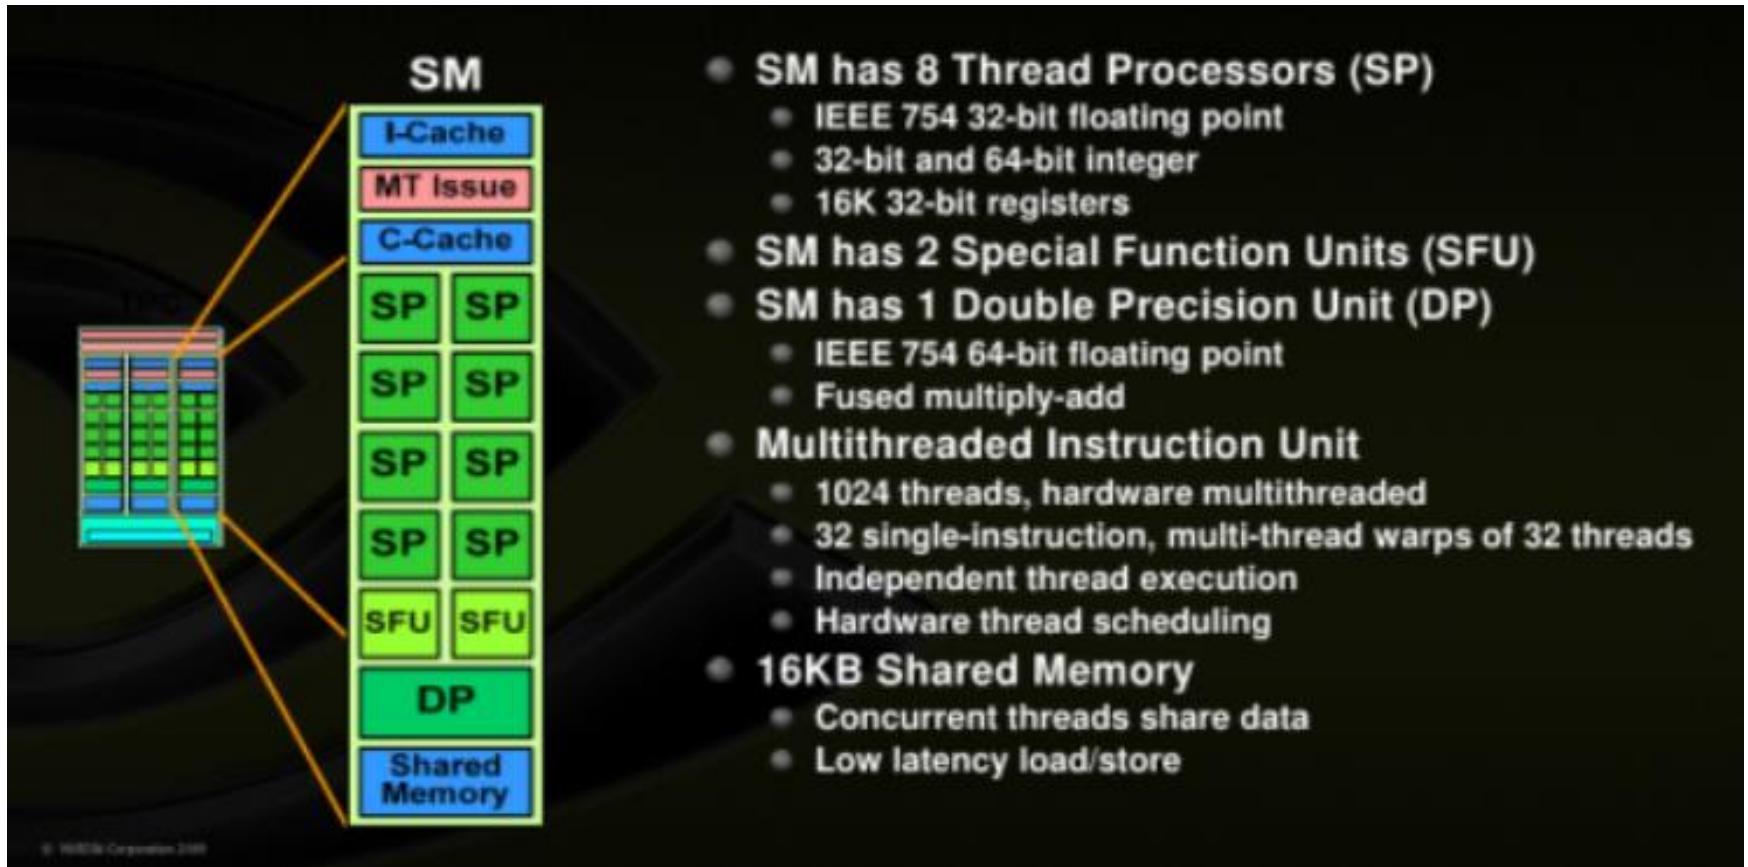 SM
I-Cache
MT Issue
C-Cache
SP SP
SP SP
SP SP
SP SP
SFU SFU
DP
Shared
Memory
TPC
SM has 8 Thread Processors (SP)
IEEE 754 32-bit floating point
32-bit and 64-bit integer
16K 32-bit registers
SM has 2 Special Function Units (SFU)
SM has 1 Double Precision Unit (DP)
IEEE 754 64-bit floating point
Fused multiply-add
Multithreaded Instruction Unit
1024 threads, hardware multithreaded
32 single-instruction, multi-thread warps of 32 threads
Independent thread execution
Hardware thread scheduling
16KB Shared Memory
Concurrent threads share data
Low latency load/store
© NVIDIA Corporation